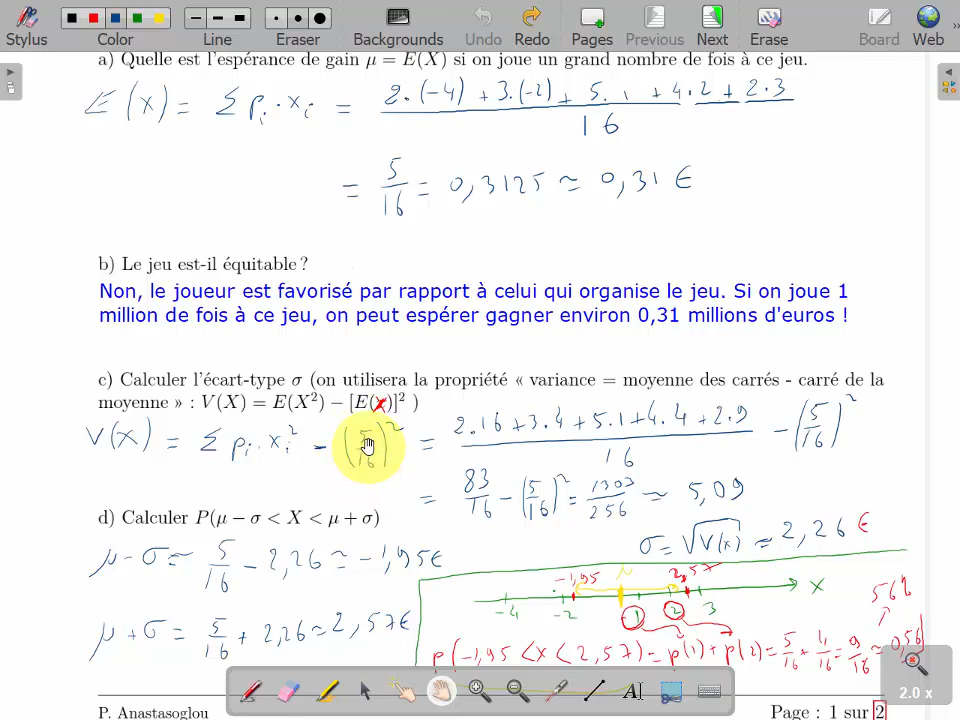 Stylus Color Line Eraser Backgrounds Undo Redo Pages Previous Next Erase Board Web
a) Quelle est l'espérance de gain μ = E(X) si on joue un grand nombre de fois à ce jeu.
E(X) = Σ pᵢ · xᵢ = 2·(-4) + 3·(-2) + 5·1 + 4·2 + 2·3
16
= 5/16 = 0,3125 ≃ 0,31 €
b) Le jeu est-il équitable ?
Non, le joueur est favorisé par rapport à celui qui organise le jeu. Si on joue 1
million de fois à ce jeu, on peut espérer gagner environ 0,31 millions d'euros !
c) Calculer l'écart-type σ (on utilisera la propriété « variance = moyenne des carrés - carré de la
moyenne » : V(X) = E(X²) − [E(X)]² )
V(X) = Σ pᵢ · xᵢ² - (5/16)² = 2.16 + 3.4 + 5.1 + 4.4 + 2.9 - (5/16)²
16
= 83/16 - (5/16)² = 1303/256 ≃ 5,09
d) Calculer P(μ − σ < X < μ + σ)
σ = √V(x) ≃ 2,26 €
μ - σ ≃ 5/16 - 2,26 ≃ -1,95 €
-1,95 μ 2,57
-4 -2 1 2 3 X
56%
μ + σ = 5/16 + 2,26 ≃ 2,57 €
p(-1,95 < X < 2,57) = p(1) + p(2) = 5/16 + 4/16 = 9/16 ≃ 0,56
2.0 x
P. Anastasoglou
Page : 1 sur 2